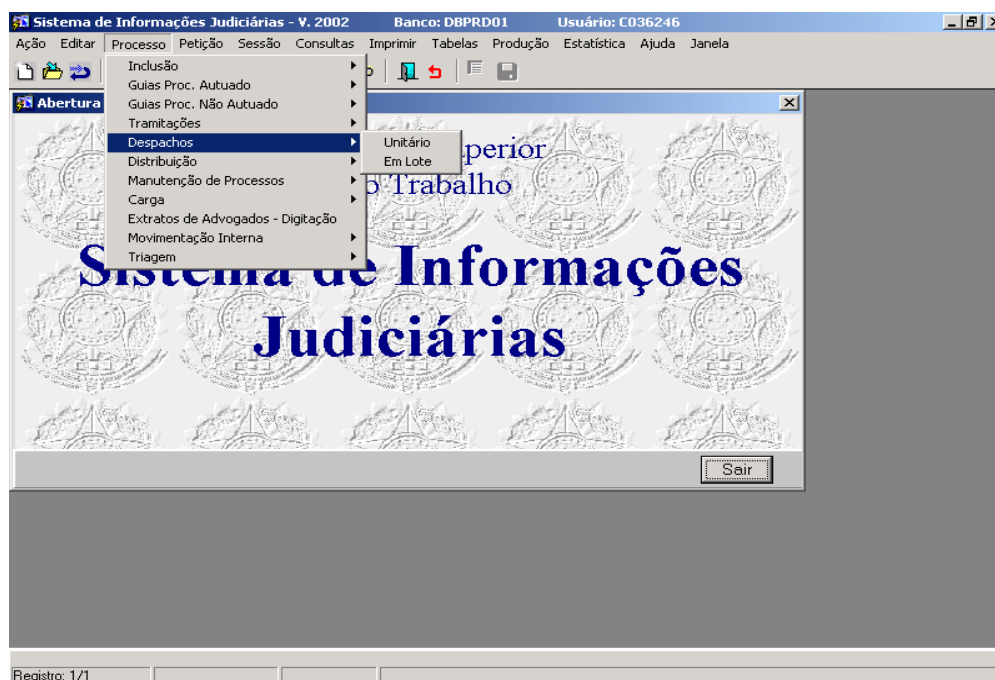 Sistema de Informações Judiciárias - V. 2002 Banco: DBPRD01 Usuário: C036246
Ação Editar Processo Petição Sessão Consultas Imprimir Tabelas Produção Estatística Ajuda Janela
Inclusão
Guias Proc. Autuado
Abertura
Guias Proc. Não Autuado
Tramitações
Despachos
Unitário
perior
Distribuição
Em Lote
Manutenção de Processos
o Trabalho
Carga
Extratos de Advogados - Digitação
Movimentação Interna
Triagem
Sistema de Informações
Judiciárias
Sair
Registro: 1/1